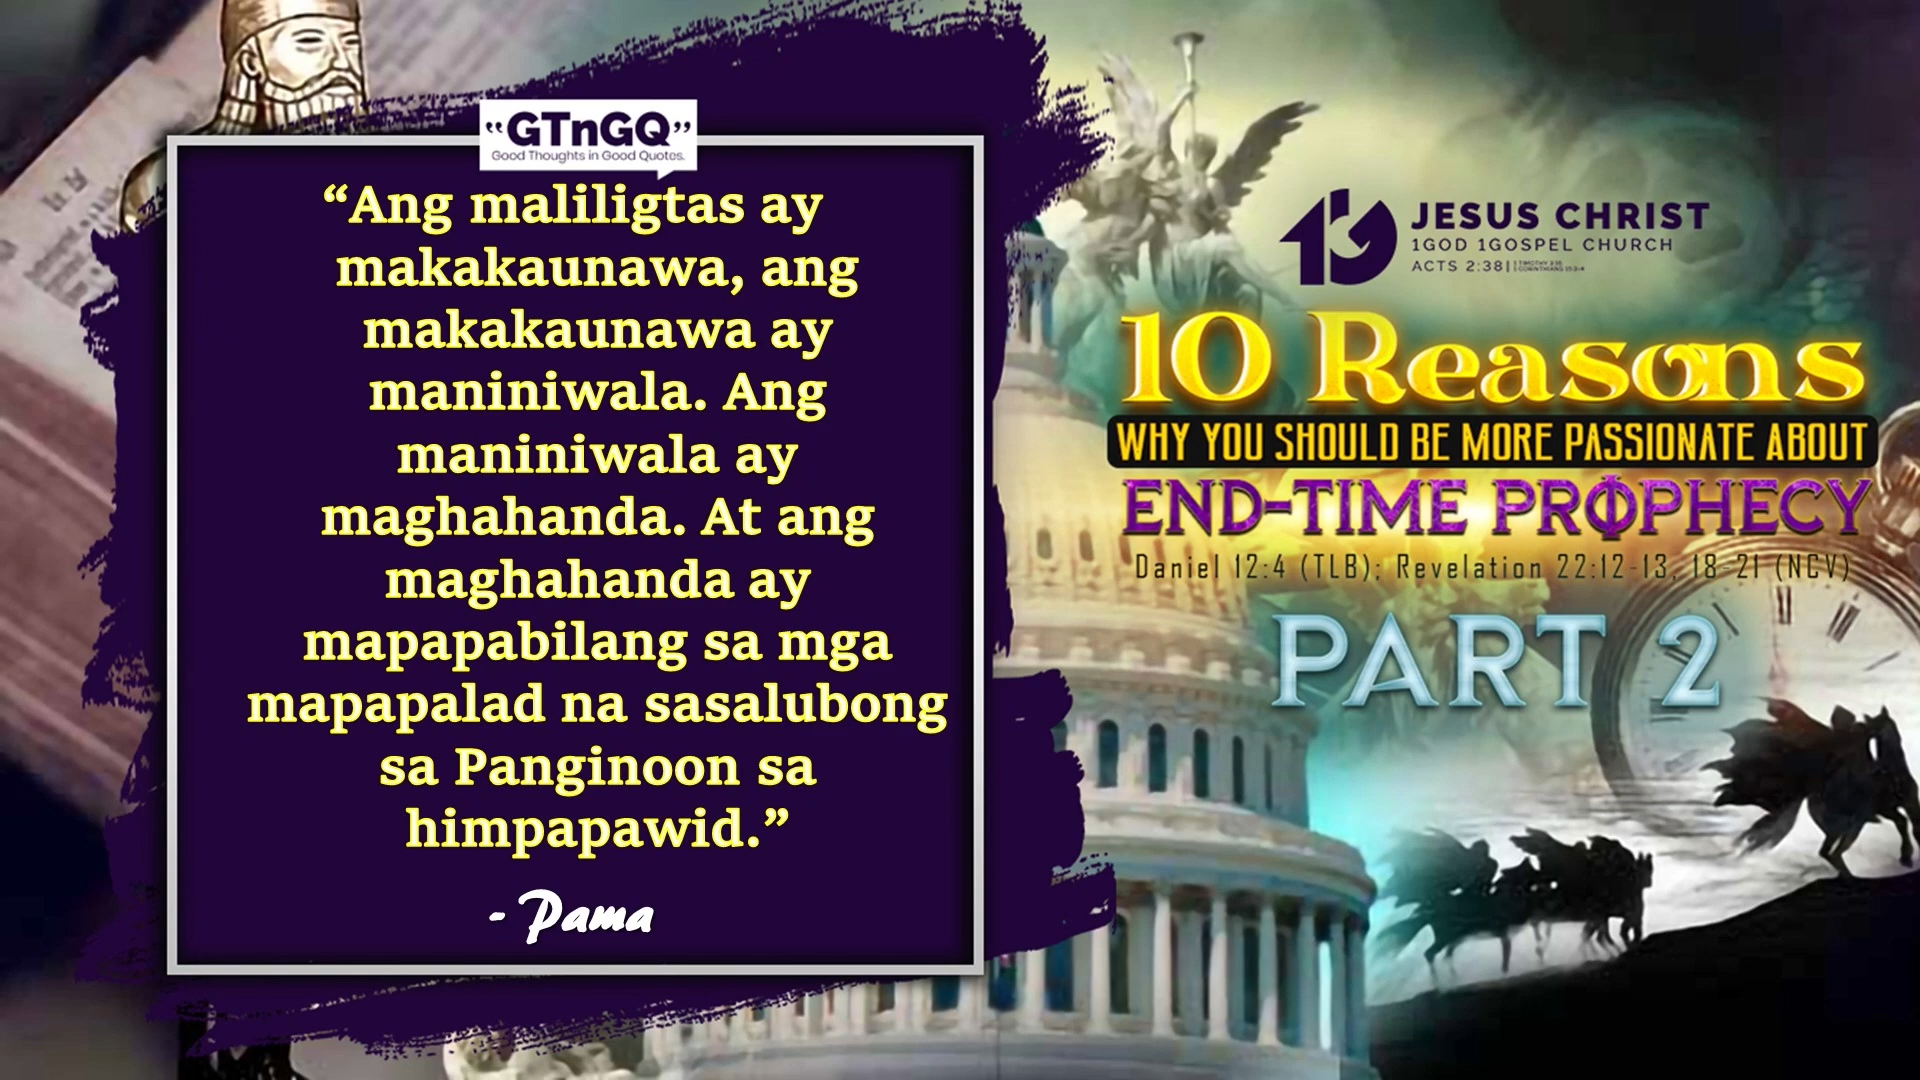 “GTnGQ”
Good Thoughts in Good Quotes.
“Ang maliligtas ay
makakaunawa, ang
makakaunawa ay
maniniwala. Ang
maniniwala ay
maghahanda. At ang
maghahanda ay
mapapabilang sa mga
mapapalad na sasalubong
sa Panginoon sa
himpapawid.”
- Pama
JESUS CHRIST
1GOD 1GOSPEL CHURCH
ACTS 2:38
10 Reasons
WHY YOU SHOULD BE MORE PASSIONATE ABOUT
END-TIME PROPHECY
Daniel 12:4 (TLB); Revelation 22:12-13, 18-21 (NCV)
PART 2